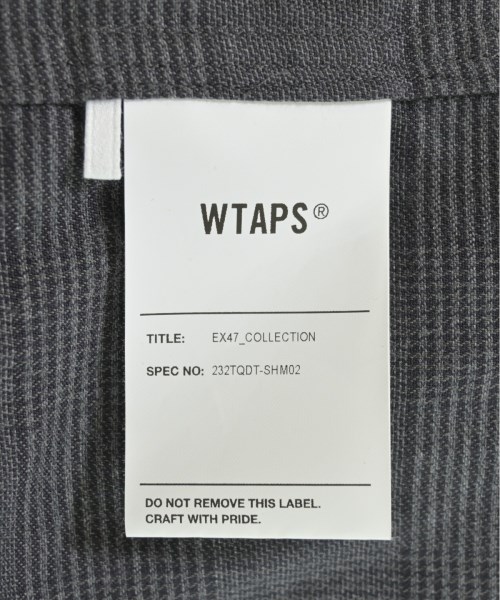 WTAPS®
TITLE: EX47_COLLECTION
SPEC NO: 232TQDT-SHM02
DO NOT REMOVE THIS LABEL.
CRAFT WITH PRIDE.